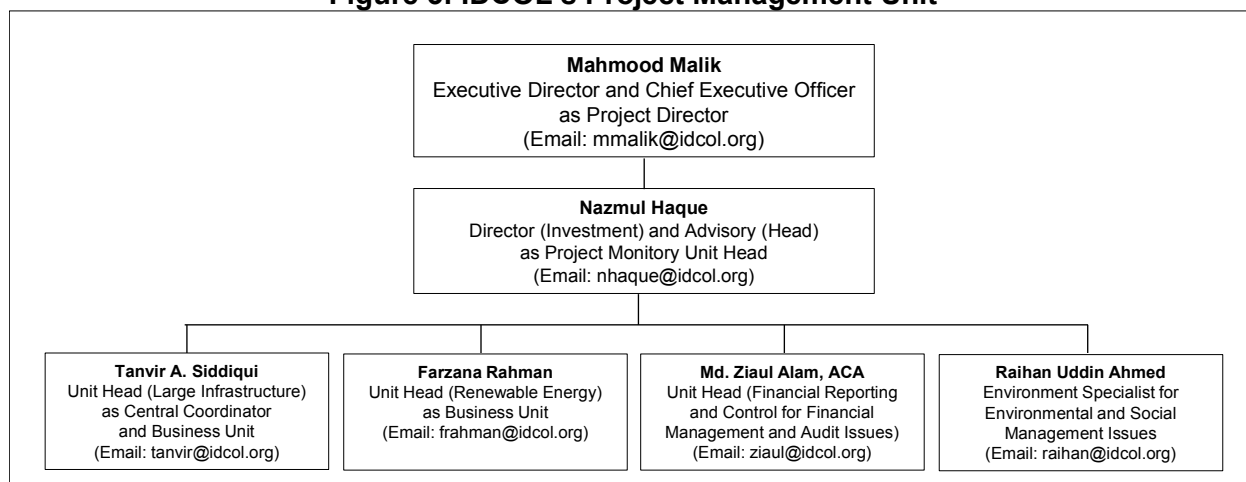 Figure IDCOL's Project Management Unit
Mahmood Malik
Executive Director and Chief Executive Officer
as Project Director
(Email: mmalik@idcol.org)
Nazmul Haque
Director (Investment) and Advisory (Head)
as Project Monitory Unit Head
(Email: nhaque@idcol.org)
Tanvir A. Siddiqui
Unit Head (Large Infrastructure)
as Central Coordinator
and Business Unit
(Email: tanvir@idcol.org)
Farzana Rahman
Unit Head (Renewable Energy)
as Business Unit
(Email: frahman@idcol.org)
Md. Ziaul Alam, ACA
Unit Head (Financial Reporting
and Control for Financial
Management and Audit Issues)
(Email: ziaul@idcol.org)
Raihan Uddin Ahmed
Environment Specialist for
Environmental and Social
Management Issues
(Email: raihan@idcol.org)